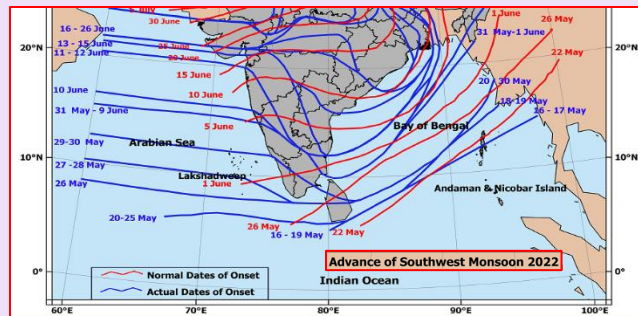 5 July
30 June
1 June
26 May
16 - 26 June
13 - 15 June
11 - 12 June
25 June
20 June
31 May-1 June
22 May
20°N
20°N
15 June
10 June
10 June
20 - 30 May
18-19 May
31 May - 9 June
16 - 17 May
5 June
Bay of Bengal
29-30 May
Arabian Sea
10°N
10°N
27 -28 May
Lakshadweep
26 May
1 June
Andaman & Nicobar Island
20-25 May
26 May
22 May
16 - 19 May
Advance of Southwest Monsoon 2022
0°
Normal Dates of Onset
0°
Actual Dates of Onset
Indian Ocean
60°E
70°E
80°E
90°E
100°E